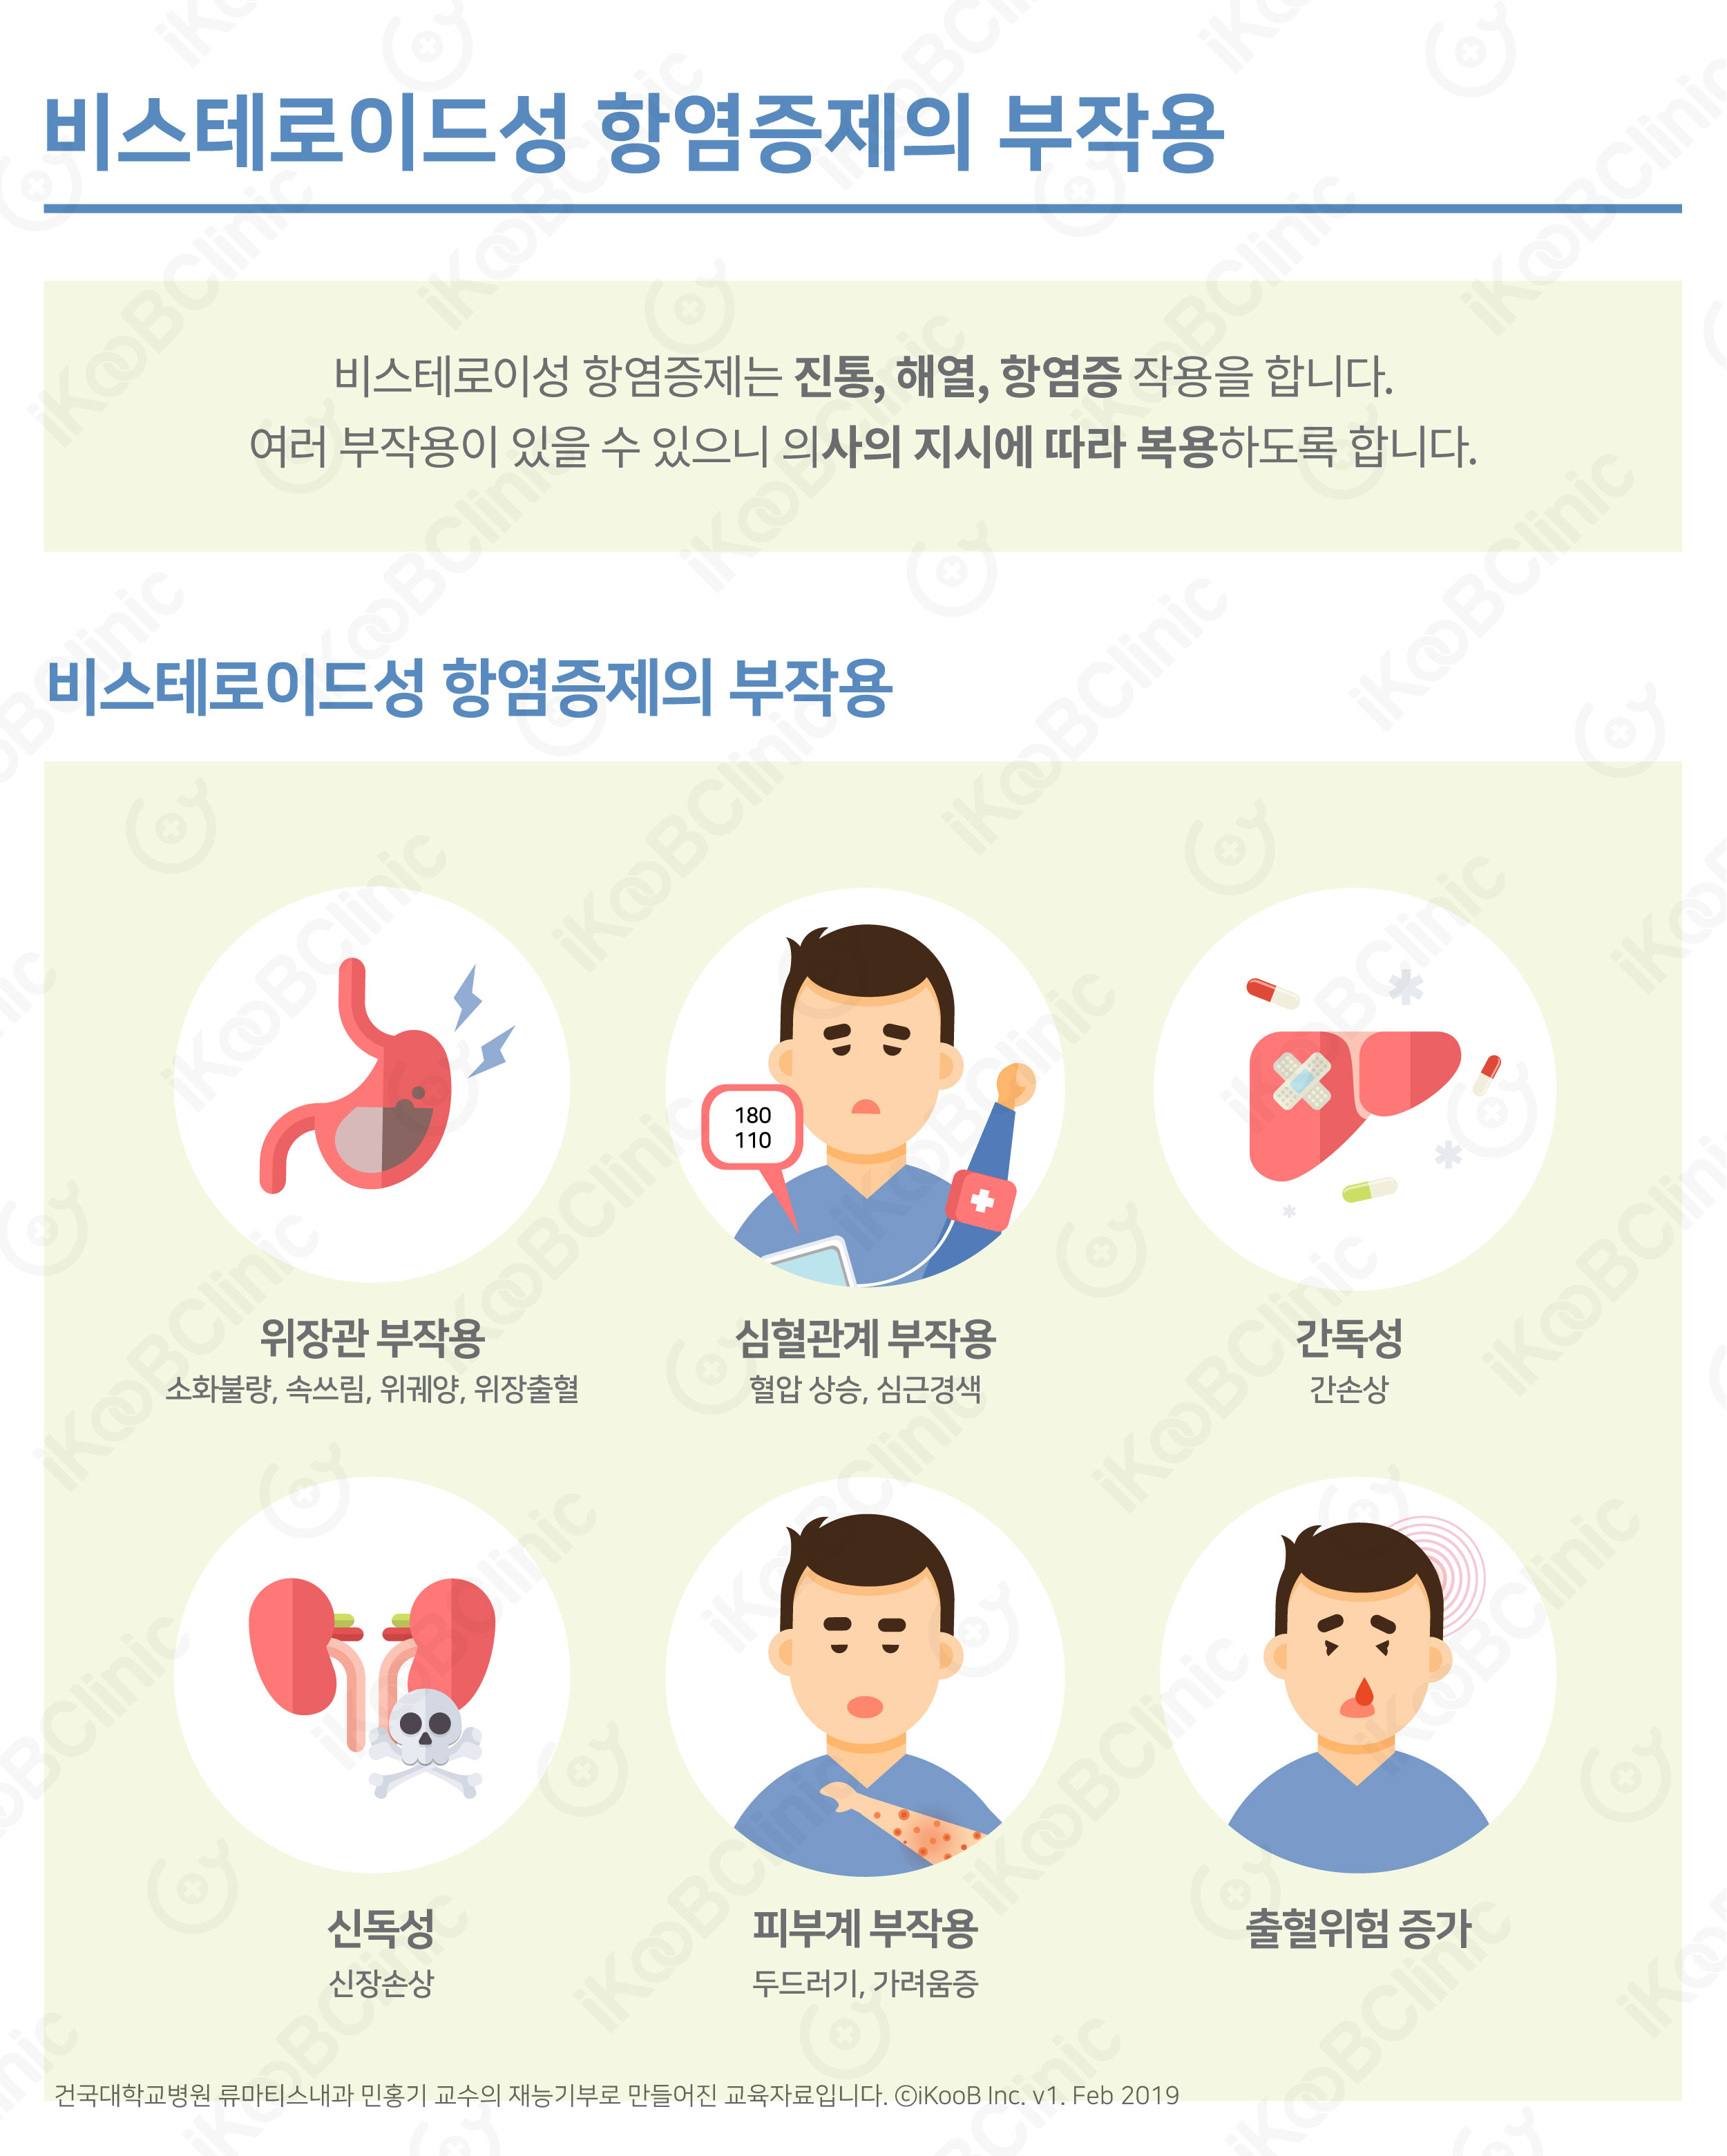 비스테로이드성 항염증제의 부작용
비스테로이성 항염증제는 진통, 해열, 항염증 작용을 합니다.
여러 부작용이 있을 수 있으니 의사의 지시에 따라 복용하도록 합니다.
비스테로이드성 항염증제의 부작용
180
110
위장관 부작용
소화불량, 속쓰림, 위궤양, 위장출혈
심혈관계 부작용
혈압 상승, 심근경색
간독성
간손상
신독성
신장손상
피부계 부작용
두드러기, 가려움증
출혈위험 증가
건국대학교병원 류마티스내과 민홍기 교수의 재능기부로 만들어진 교육자료입니다. ©iKooB Inc. v1. Feb 2019
iKooBClinic